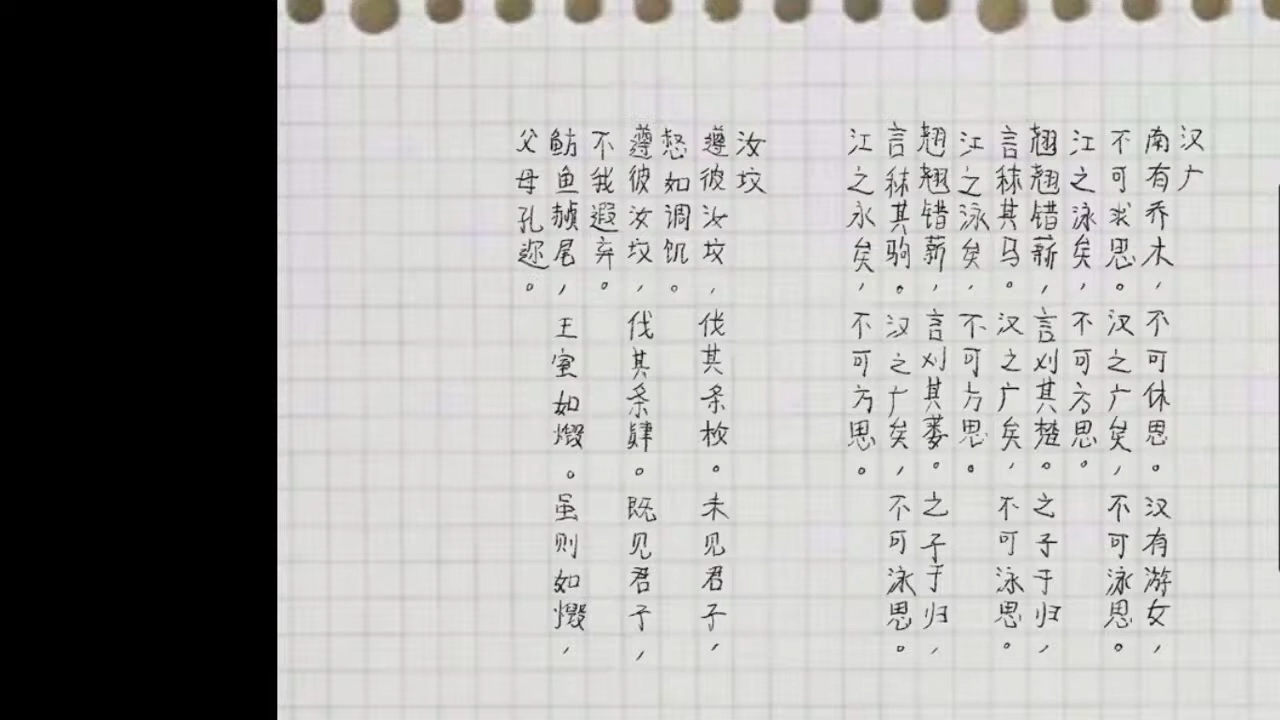 汉广
南有乔木，不可休思。汉有游女，
不可求思。汉之广矣，不可泳思。
江之泳矣，不可方思。
翘翘错薪，言刈其楚。之子于归，
言秣其马。汉之广矣，不可泳思。
江之泳矣，不可方思。
翘翘错薪，言刈其蒌。之子于归，
言秣其驹。汉之广矣，不可泳思。
江之永矣，不可方思。
汝坟
遵彼汝坟，伐其条枚。未见君子，
惄如调饥。
遵彼汝坟，伐其条肄。既见君子，
不我遐弃。
鲂鱼赪尾，王室如燬。虽则如燬，
父母孔迩。